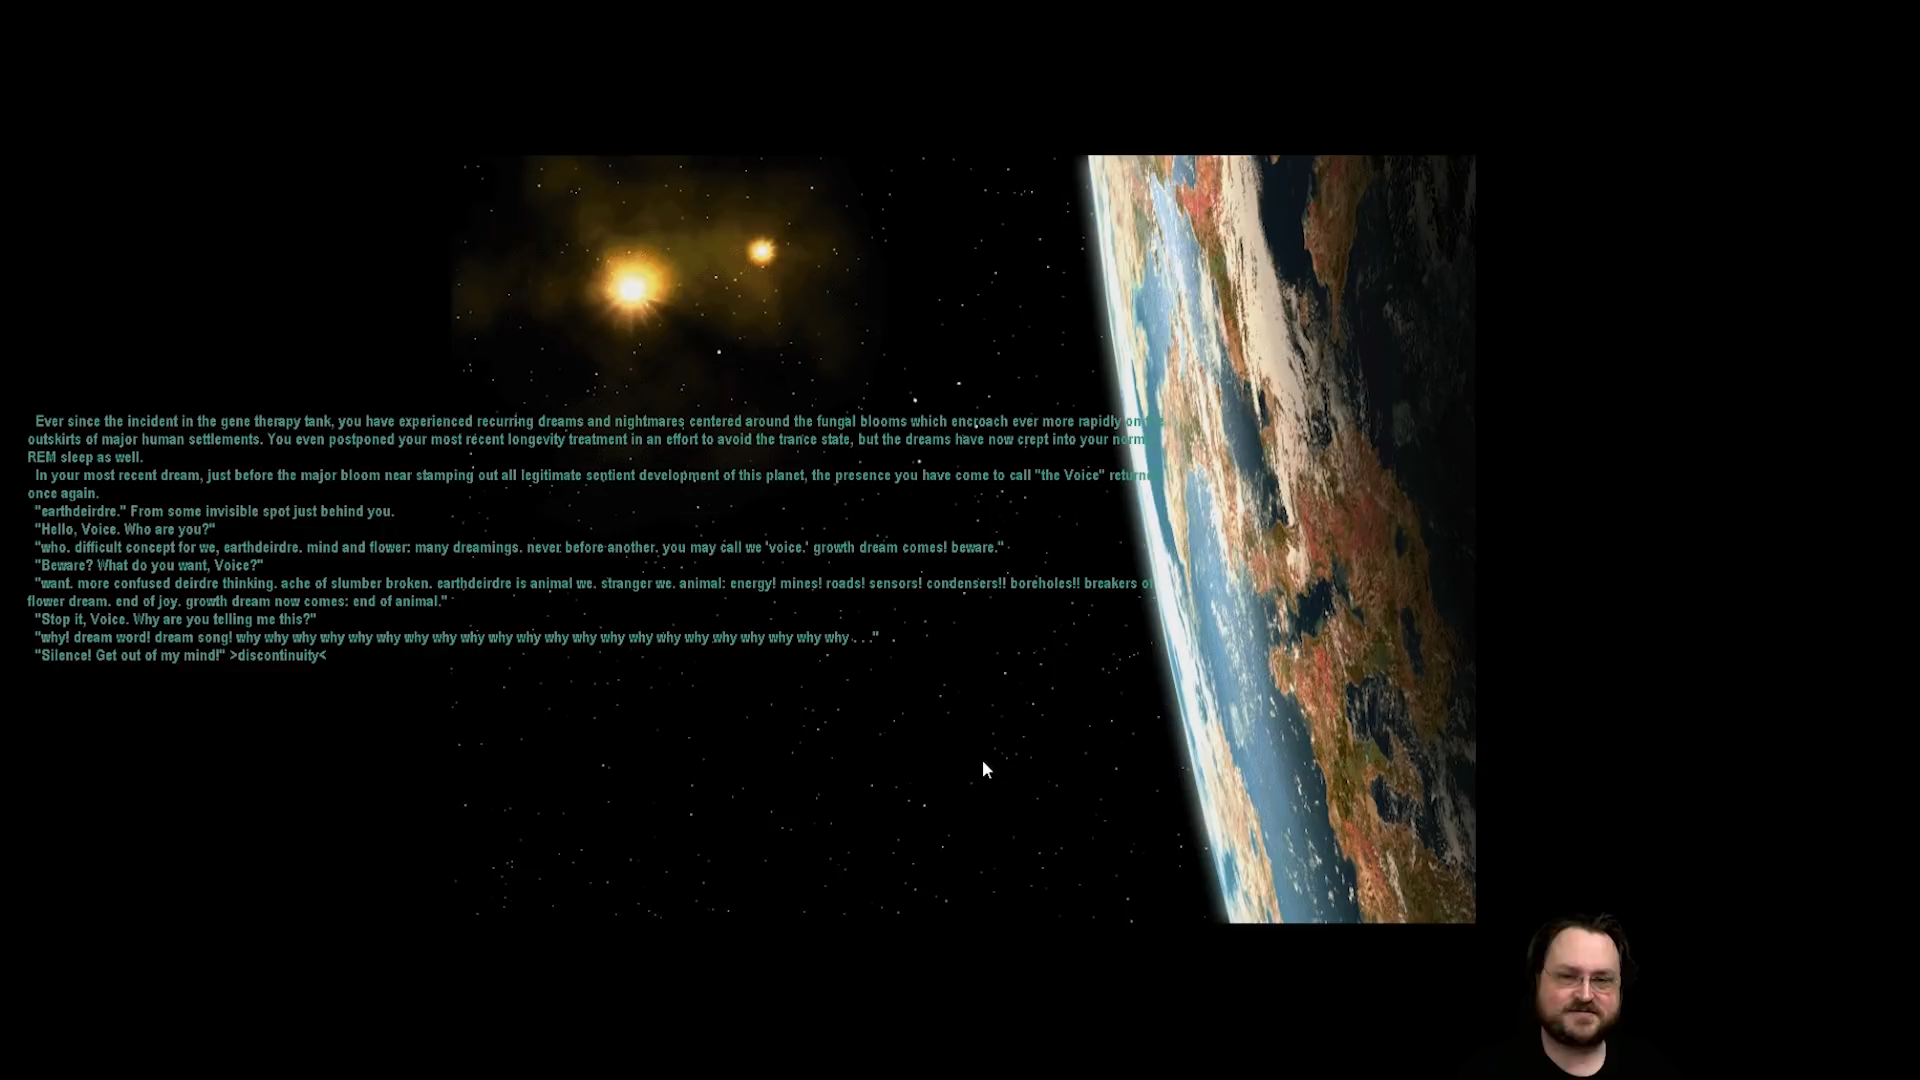 Ever since the incident in the gene therapy tank, you have experienced recurring dreams and nightmares centered around the fungal blooms which encroach ever more rapidly on
outskirts of major human settlements. You even postponed your most recent longevity treatment in an effort to avoid the trance state, but the dreams have now crept into your
REM sleep as well.
In your most recent dream, just before the major bloom near stamping out all legitimate sentient development of this planet, the presence you have come to call "the Voice"
once again.
"earthdeirdre." From some invisible spot just behind you.
"Hello, Voice. Who are you?"
"who. difficult concept for we, earthdeirdre. mind and flower: many dreamings. never before another. you may call we 'voice.' growth dream comes! beware."
"Beware? What do you want, Voice?"
"want. more confused deirdre thinking. ache of slumber broken. earthdeirdre is animal we. stranger we. animal: energy! mines! roads! sensors! condensers!! boreholes!! breakers of
flower dream. end of joy. growth dream now comes: end of animal."
"Stop it, Voice. Why are you telling me this?"
"why! dream word! dream song! why why why why why why why why why why why why why why why why why why why why why why . . ."
"Silence! Get out of my mind!" >discontinuity<